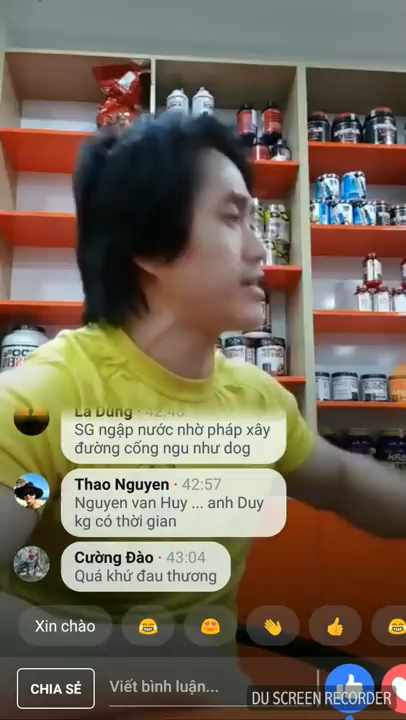 La Dung · 42:46
SG ngập nước nhờ pháp xây
đường cống ngu như dog
Thao Nguyen · 42:57
Nguyen van Huy ... anh Duy
kg có thời gian
Cường Đào · 43:04
Quá khứ đau thương
Xin chào
CHIA SẺ
Viết bình luận...
DU SCREEN RECORDER